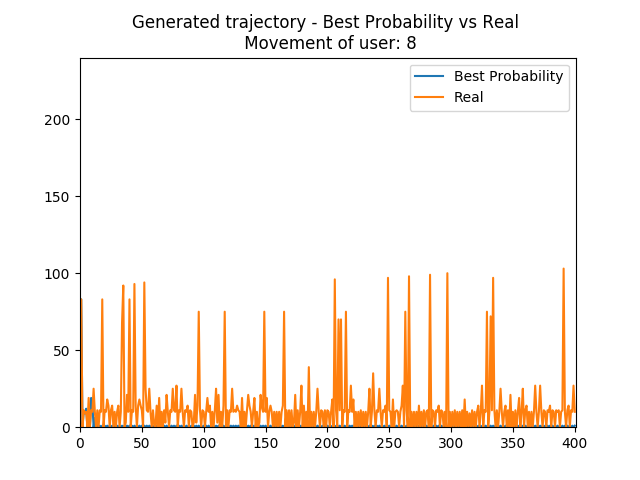 Generated trajectory - Best Probability vs Real
Movement of user: 8
Best Probability
Real
200
150
100
50
0
0 50 100 150 200 250 300 350 400